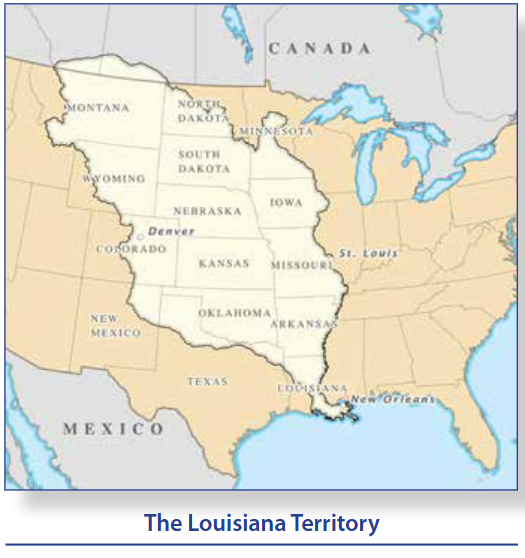 CANADA
MONTANA
NORTH
DAKOTA
MINNESOTA
SOUTH
DAKOTA
WYOMING
IOWA
NEBRASKA
Denver
COLORADO
St. Louis
KANSAS
MISSOURI
OKLAHOMA
ARKANSAS
NEW
MEXICO
TEXAS
LOUISIANA
New Orleans
MEXICO
The Louisiana Territory